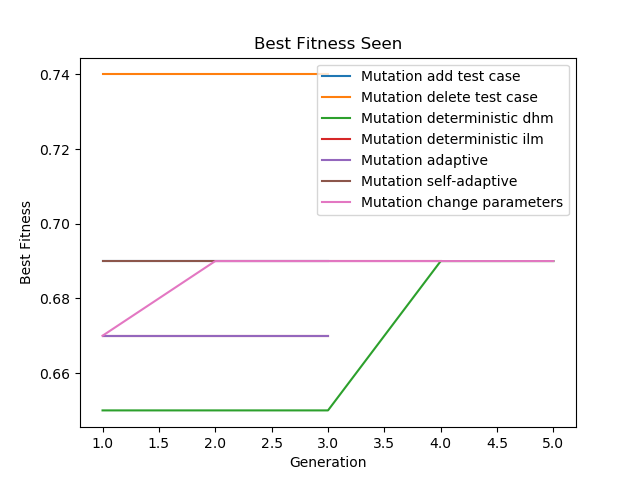 Best Fitness Seen
0.74
0.72
0.70
0.68
0.66
Best Fitness
Mutation add test case
Mutation delete test case
Mutation deterministic dhm
Mutation deterministic ilm
Mutation adaptive
Mutation self-adaptive
Mutation change parameters
1.0 1.5 2.0 2.5 3.0 3.5 4.0 4.5 5.0
Generation